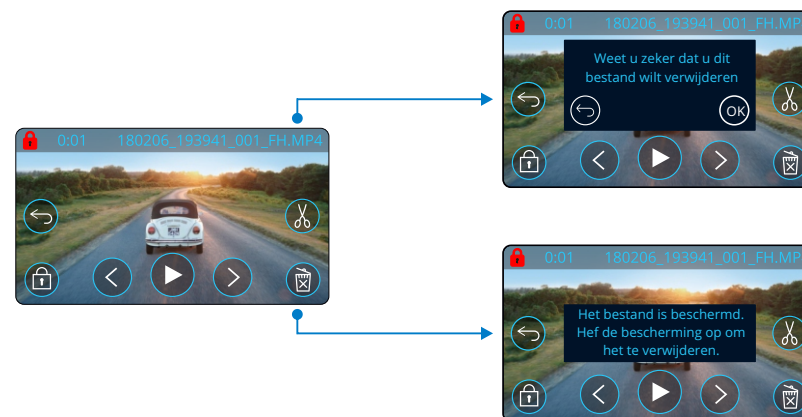 0:01 180206_193941_001_FH.MP4
0:01 180206_193941_001_FH.MP
Weet u zeker dat u dit
bestand wilt verwijderen
OK
0:01 180206_193941_001_FH.MP
Het bestand is beschermd.
Hef de bescherming op om
het te verwijderen.